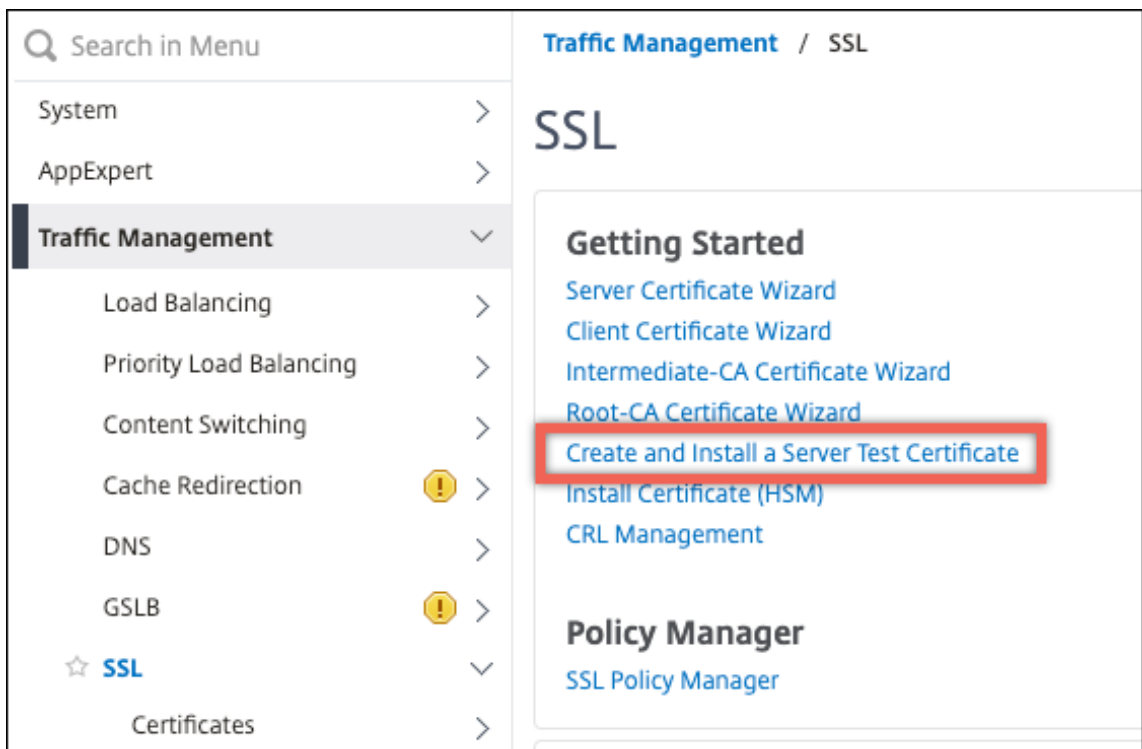 Search in Menu
System
AppExpert
Traffic Management
Load Balancing
Priority Load Balancing
Content Switching
Cache Redirection
DNS
GSLB
SSL
Certificates
Traffic Management / SSL
SSL
Getting Started
Server Certificate Wizard
Client Certificate Wizard
Intermediate-CA Certificate Wizard
Root-CA Certificate Wizard
Create and Install a Server Test Certificate
Install Certificate (HSM)
CRL Management
Policy Manager
SSL Policy Manager